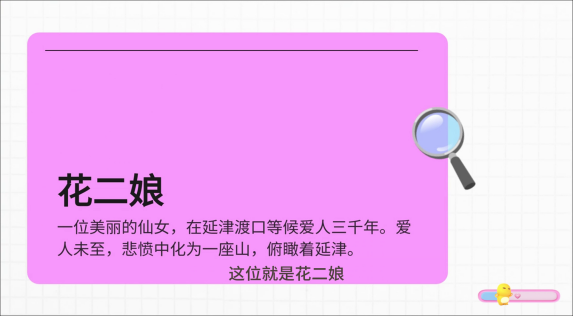 花二娘
一位美丽的仙女，在延津渡口等候爱人三千年。爱
人未至，悲愤中化为一座山，俯瞰着延津。
这位就是花二娘